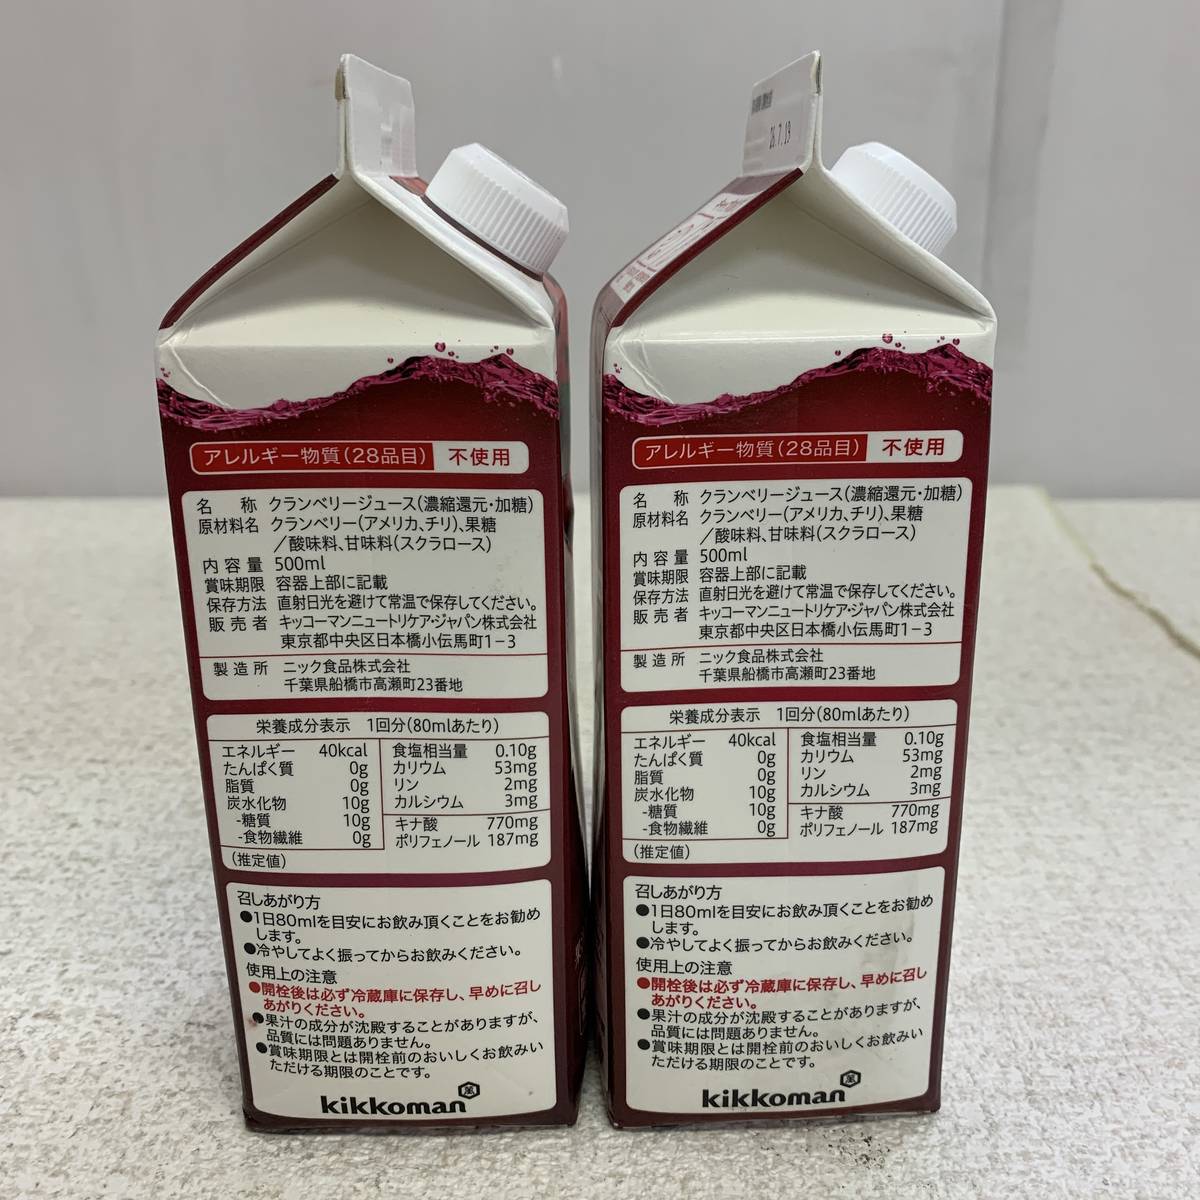 アレルギー物質(28品目) 不使用
名称 クランベリージュース(濃縮還元・加糖)
原材料名 クランベリー(アメリカ、チリ)、果糖
/酸味料、甘味料(スクラロース)
内容量 500ml
賞味期限 容器上部に記載
保存方法 直射日光を避けて常温で保存してください。
販売者 キッコーマンニュートリケア・ジャパン株式会社
東京都中央区日本橋小伝馬町1-3
製造所 ニック食品株式会社
千葉県船橋市高瀬町23番地
栄養成分表示 1回分(80mlあたり)
エネルギー 40kcal
たんぱく質 0g
脂質 0g
炭水化物 10g
-糖質 10g
-食物繊維 0g
(推定値)
食塩相当量 0.10g
カリウム 53mg
リン 2mg
カルシウム 3mg
キナ酸 770mg
ポリフェノール 187mg
召しあがり方
●1日80mlを目安にお飲み頂くことをお勧め
します。
●冷やしてよく振ってからお飲みください。
使用上の注意
●開栓後は必ず冷蔵庫に保存し、早めに召し
あがりください。
●果汁の成分が沈殿することがありますが、
品質には問題ありません。
●賞味期限とは開栓前のおいしくお飲みい
ただける期限のことです。
kikkoman
26.7.19
アレルギー物質(28品目) 不使用
名称 クランベリージュース(濃縮還元・加糖)
原材料名 クランベリー(アメリカ、チリ)、果糖
/酸味料、甘味料(スクラロース)
内容量 500ml
賞味期限 容器上部に記載
保存方法 直射日光を避けて常温で保存してください。
販売者 キッコーマンニュートリケア・ジャパン株式会社
東京都中央区日本橋小伝馬町1-3
製造所 ニック食品株式会社
千葉県船橋市高瀬町23番地
栄養成分表示 1回分(80mlあたり)
エネルギー 40kcal
たんぱく質 0g
脂質 0g
炭水化物 10g
-糖質 10g
-食物繊維 0g
(推定値)
食塩相当量 0.10g
カリウム 53mg
リン 2mg
カルシウム 3mg
キナ酸 770mg
ポリフェノール 187mg
召しあがり方
●1日80mlを目安にお飲み頂くことをお勧め
します。
●冷やしてよく振ってからお飲みください。
使用上の注意
●開栓後は必ず冷蔵庫に保存し、早めに召し
あがりください。
●果汁の成分が沈殿することがありますが、
品質には問題ありません。
●賞味期限とは開栓前のおいしくお飲みい
ただける期限のことです。
kikkoman